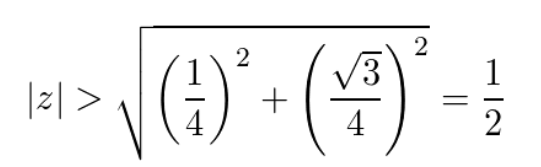 |z| > √((1/4)² + (√3/4)²) = 1/2